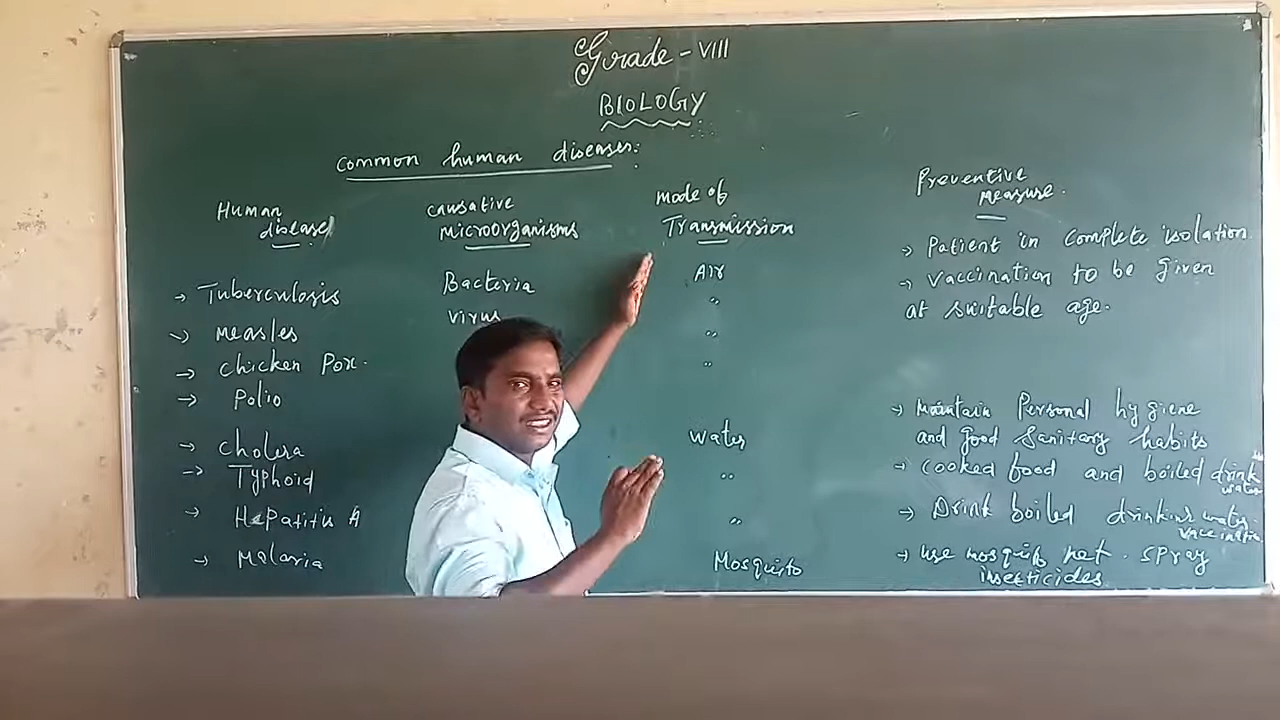 Grade - VIII
BIOLOGY
common human diseases:
Human disease
causative microorganisms
mode of Transmission
Preventive measure.
→ Tuberculosis
Bacteria
Air
→ Patient in complete isolation.
→ vaccination to be given
at suitable age.
→ Measles
virus
"
→ chicken Pox.
"
→ Polio
"
→ cholera
water
→ maintain Personal hygiene
and good sanitary habits
→ Typhoid
"
→ cooked food and boiled drink water
→ Hepatitis A
"
→ Drink boiled drinking water.
vaccination
→ Malaria
Mosquito
→ use mosquito net. spray
insecticides